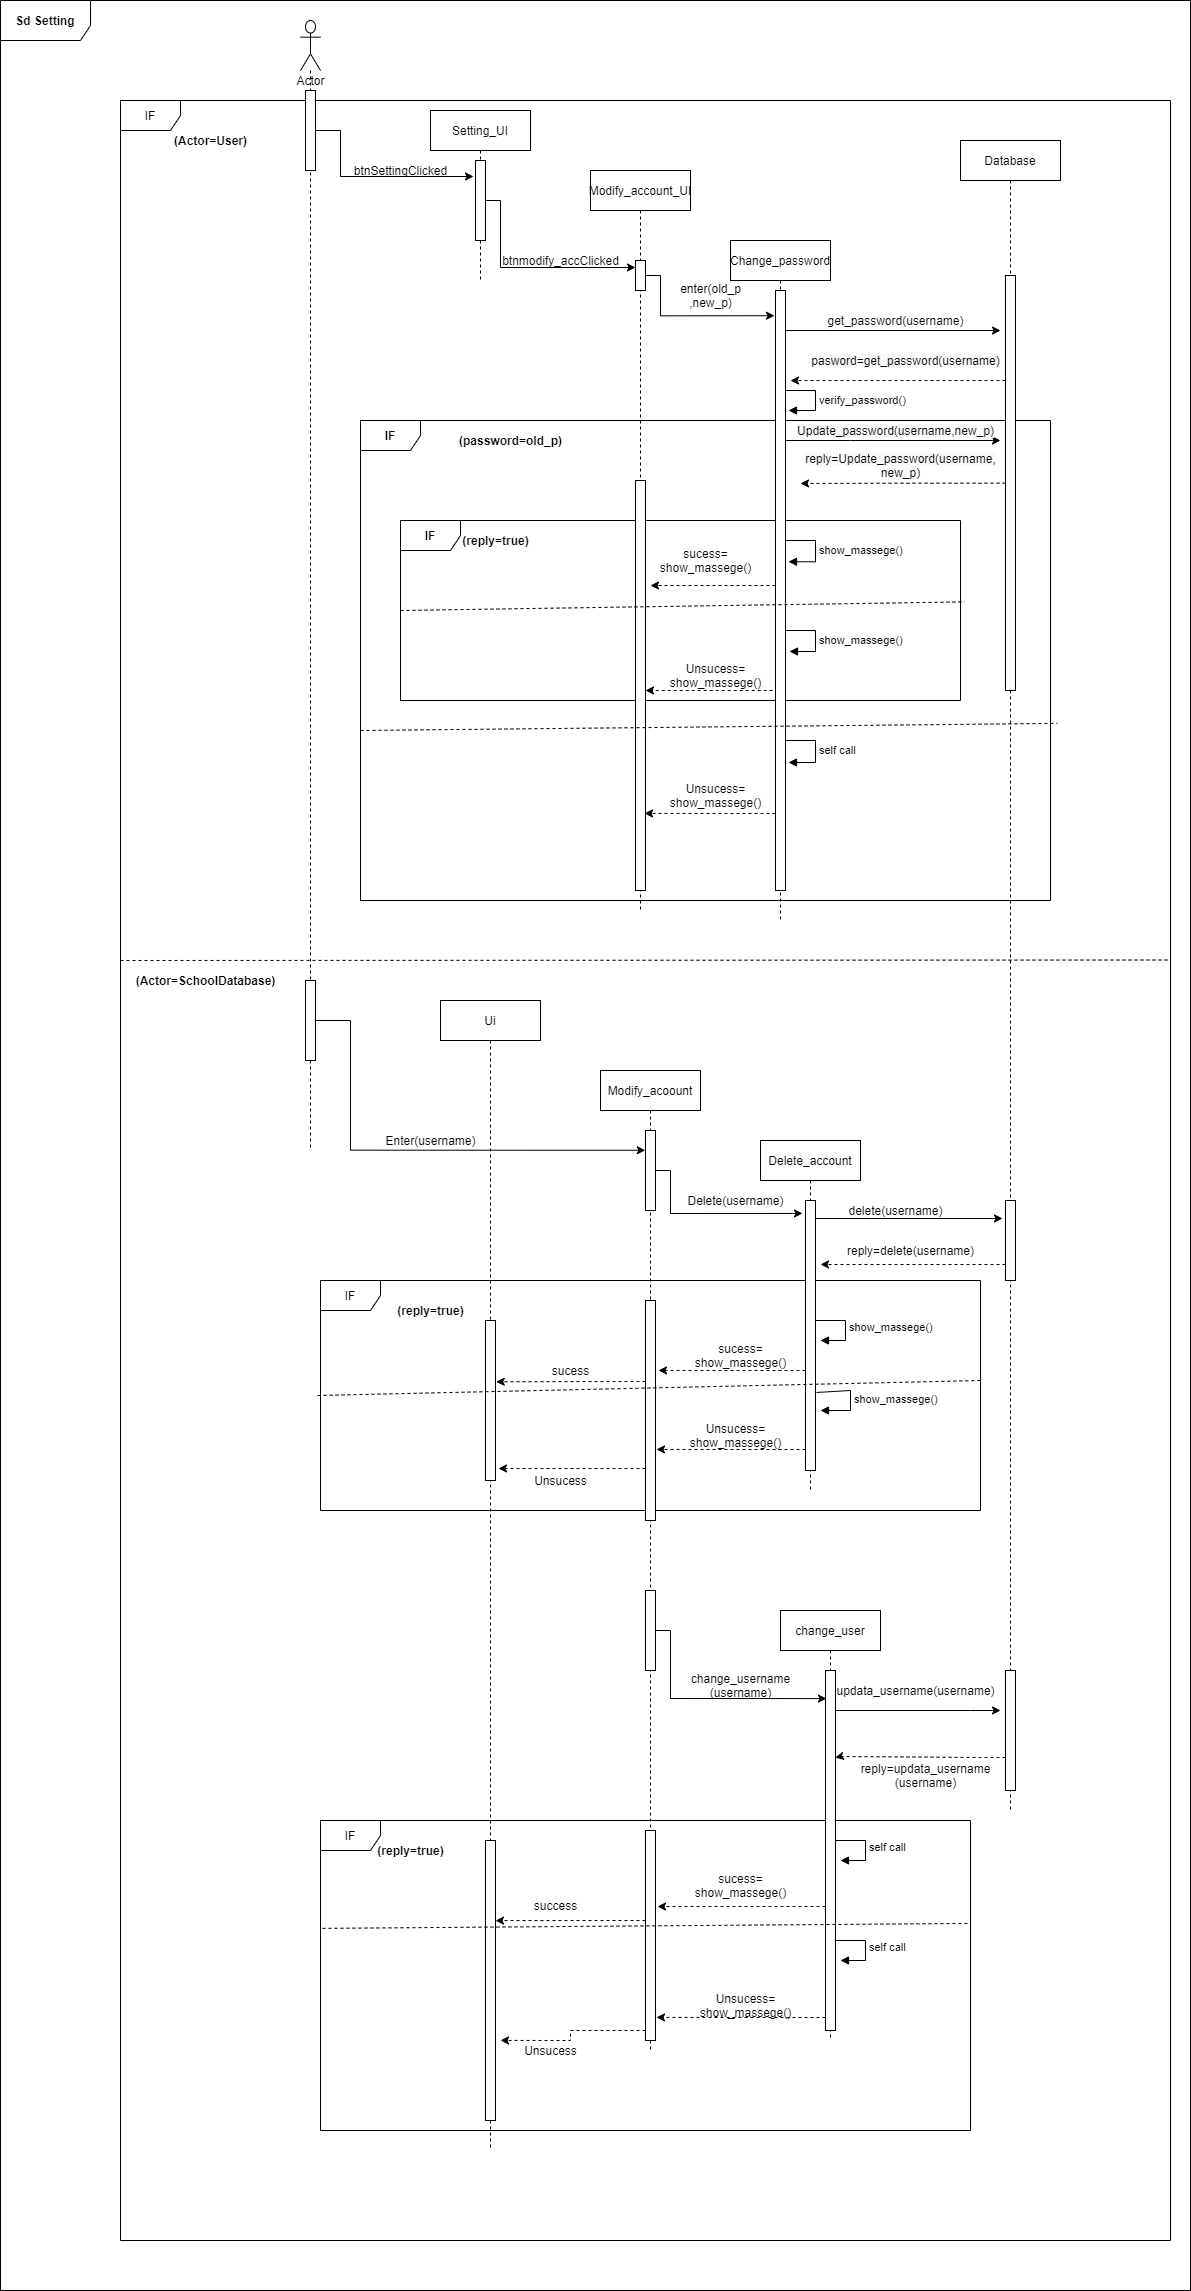 Sd Setting
Actor
IF
(Actor=User)
Setting_UI
Database
btnSettingClicked
Modify_account_UI
Change_password
btnmodify_accClicked
enter(old_p
,new_p)
get_password(username)
pasword=get_password(username)
verify_password()
IF
(password=old_p)
Update_password(username,new_p)
reply=Update_password(username,
new_p)
IF
(reply=true)
show_massege()
sucess=
show_massege()
show_massege()
Unsucess=
show_massege()
self call
Unsucess=
show_massege()
(Actor=SchoolDatabase)
Ui
Modify_acoount
Enter(username)
Delete_account
Delete(username)
delete(username)
reply=delete(username)
IF
(reply=true)
show_massege()
sucess=
show_massege()
sucess
show_massege()
Unsucess=
show_massege()
Unsucess
change_user
change_username
(username)
updata_username(username)
reply=updata_username
(username)
IF
(reply=true)
self call
sucess=
show_massege()
success
self call
Unsucess=
show_massege()
Unsucess